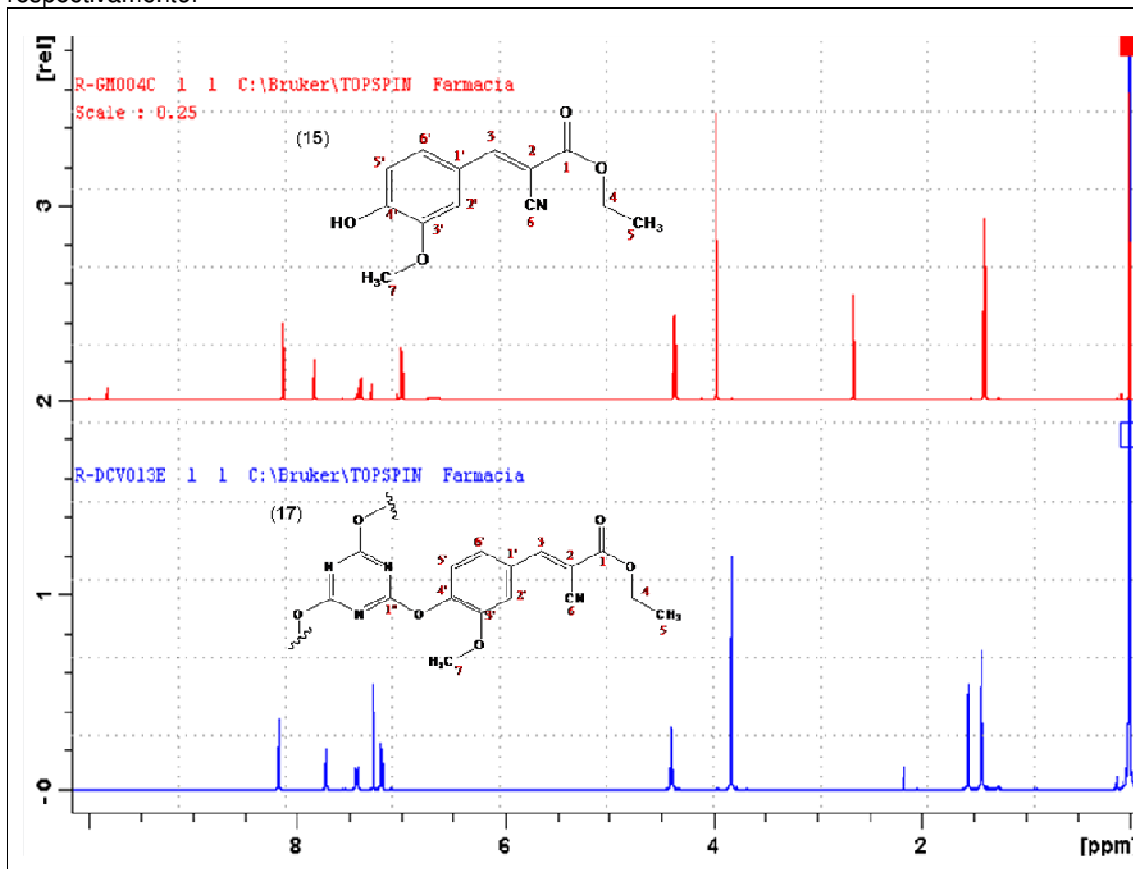 respectivamente.
[rel]
R-GM004C 1 1 C:\Bruker\TOPSPIN Farmacia
Scale : 0.25
(15)
O
6' 3 2
5' 1' 1 O
4' 2' CN 4
HO 3' 6 CH3
O 5
H3C 7
3
2
R-DCV013E 1 1 C:\Bruker\TOPSPIN Farmacia
(17)
O O
6' 3 2
N N 5' 1' 1 O
1" 4' 2' CN 4
O N O 3' 6 CH3
O 5
H3C 7
1
0
8 6 4 2 [ppm]